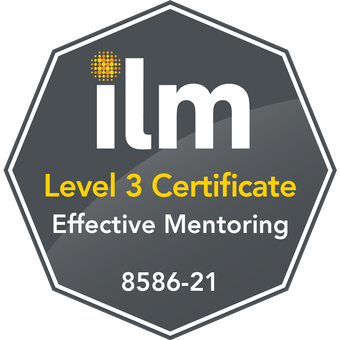 ilm
Level 3 Certificate
Effective Mentoring
8586-21